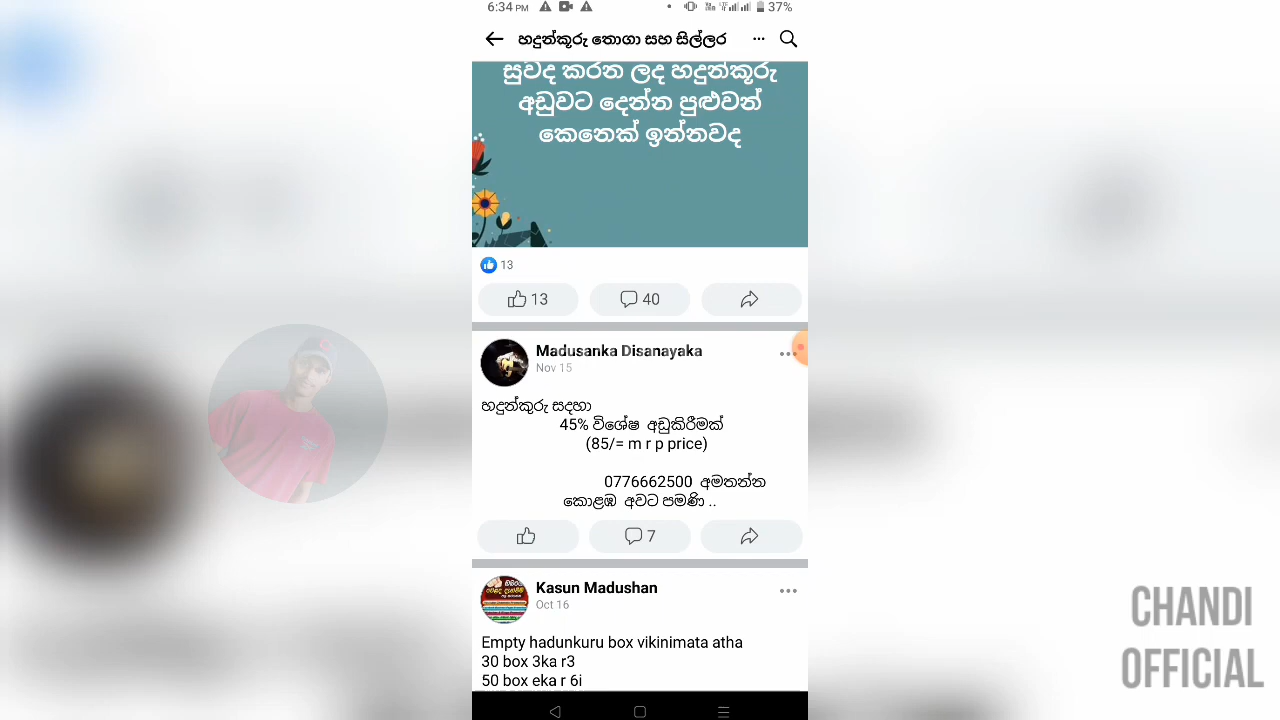 6:34 PM 37%
හදුන්කූරු තොගා සහ සිල්ලර
සුවද කරන ලද හදුන්කූරු
අඩුවට දෙන්න පුළුවන්
කෙනෙක් ඉන්නවද
13
13 40
Madusanka Disanayaka
Nov 15
හදුන්කුරු සදහා
45% විශේෂ අඩුකිරීමක්
(85/= m r p price)
0776662500 අමතන්න
කොළඹ අවට පමණි ..
7
Kasun Madushan
Oct 16
Empty hadunkuru box vikinimata atha
30 box 3ka r3
50 box eka r 6i
CHANDI
OFFICIAL